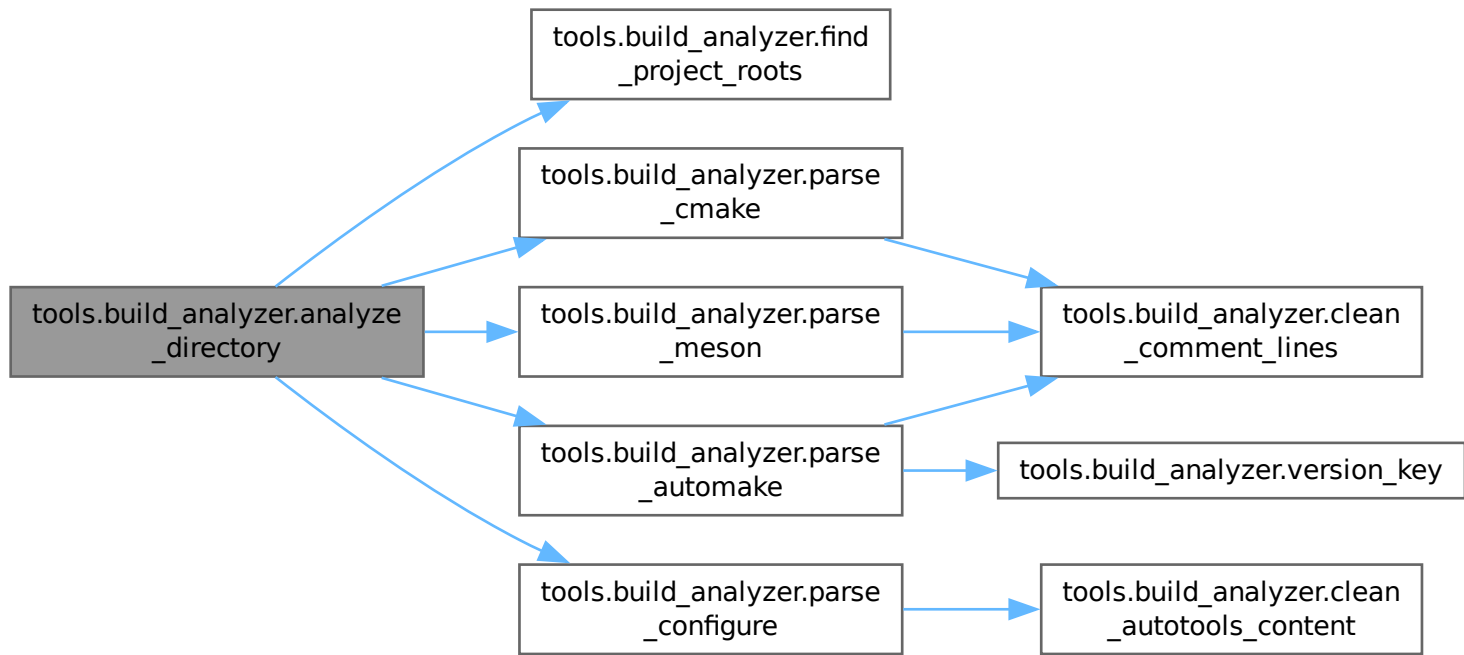 tools.build_analyzer.find
_project_roots
tools.build_analyzer.parse
_cmake
tools.build_analyzer.analyze
_directory
tools.build_analyzer.parse
_meson
tools.build_analyzer.clean
_comment_lines
tools.build_analyzer.parse
_automake
tools.build_analyzer.version_key
tools.build_analyzer.parse
_configure
tools.build_analyzer.clean
_autotools_content